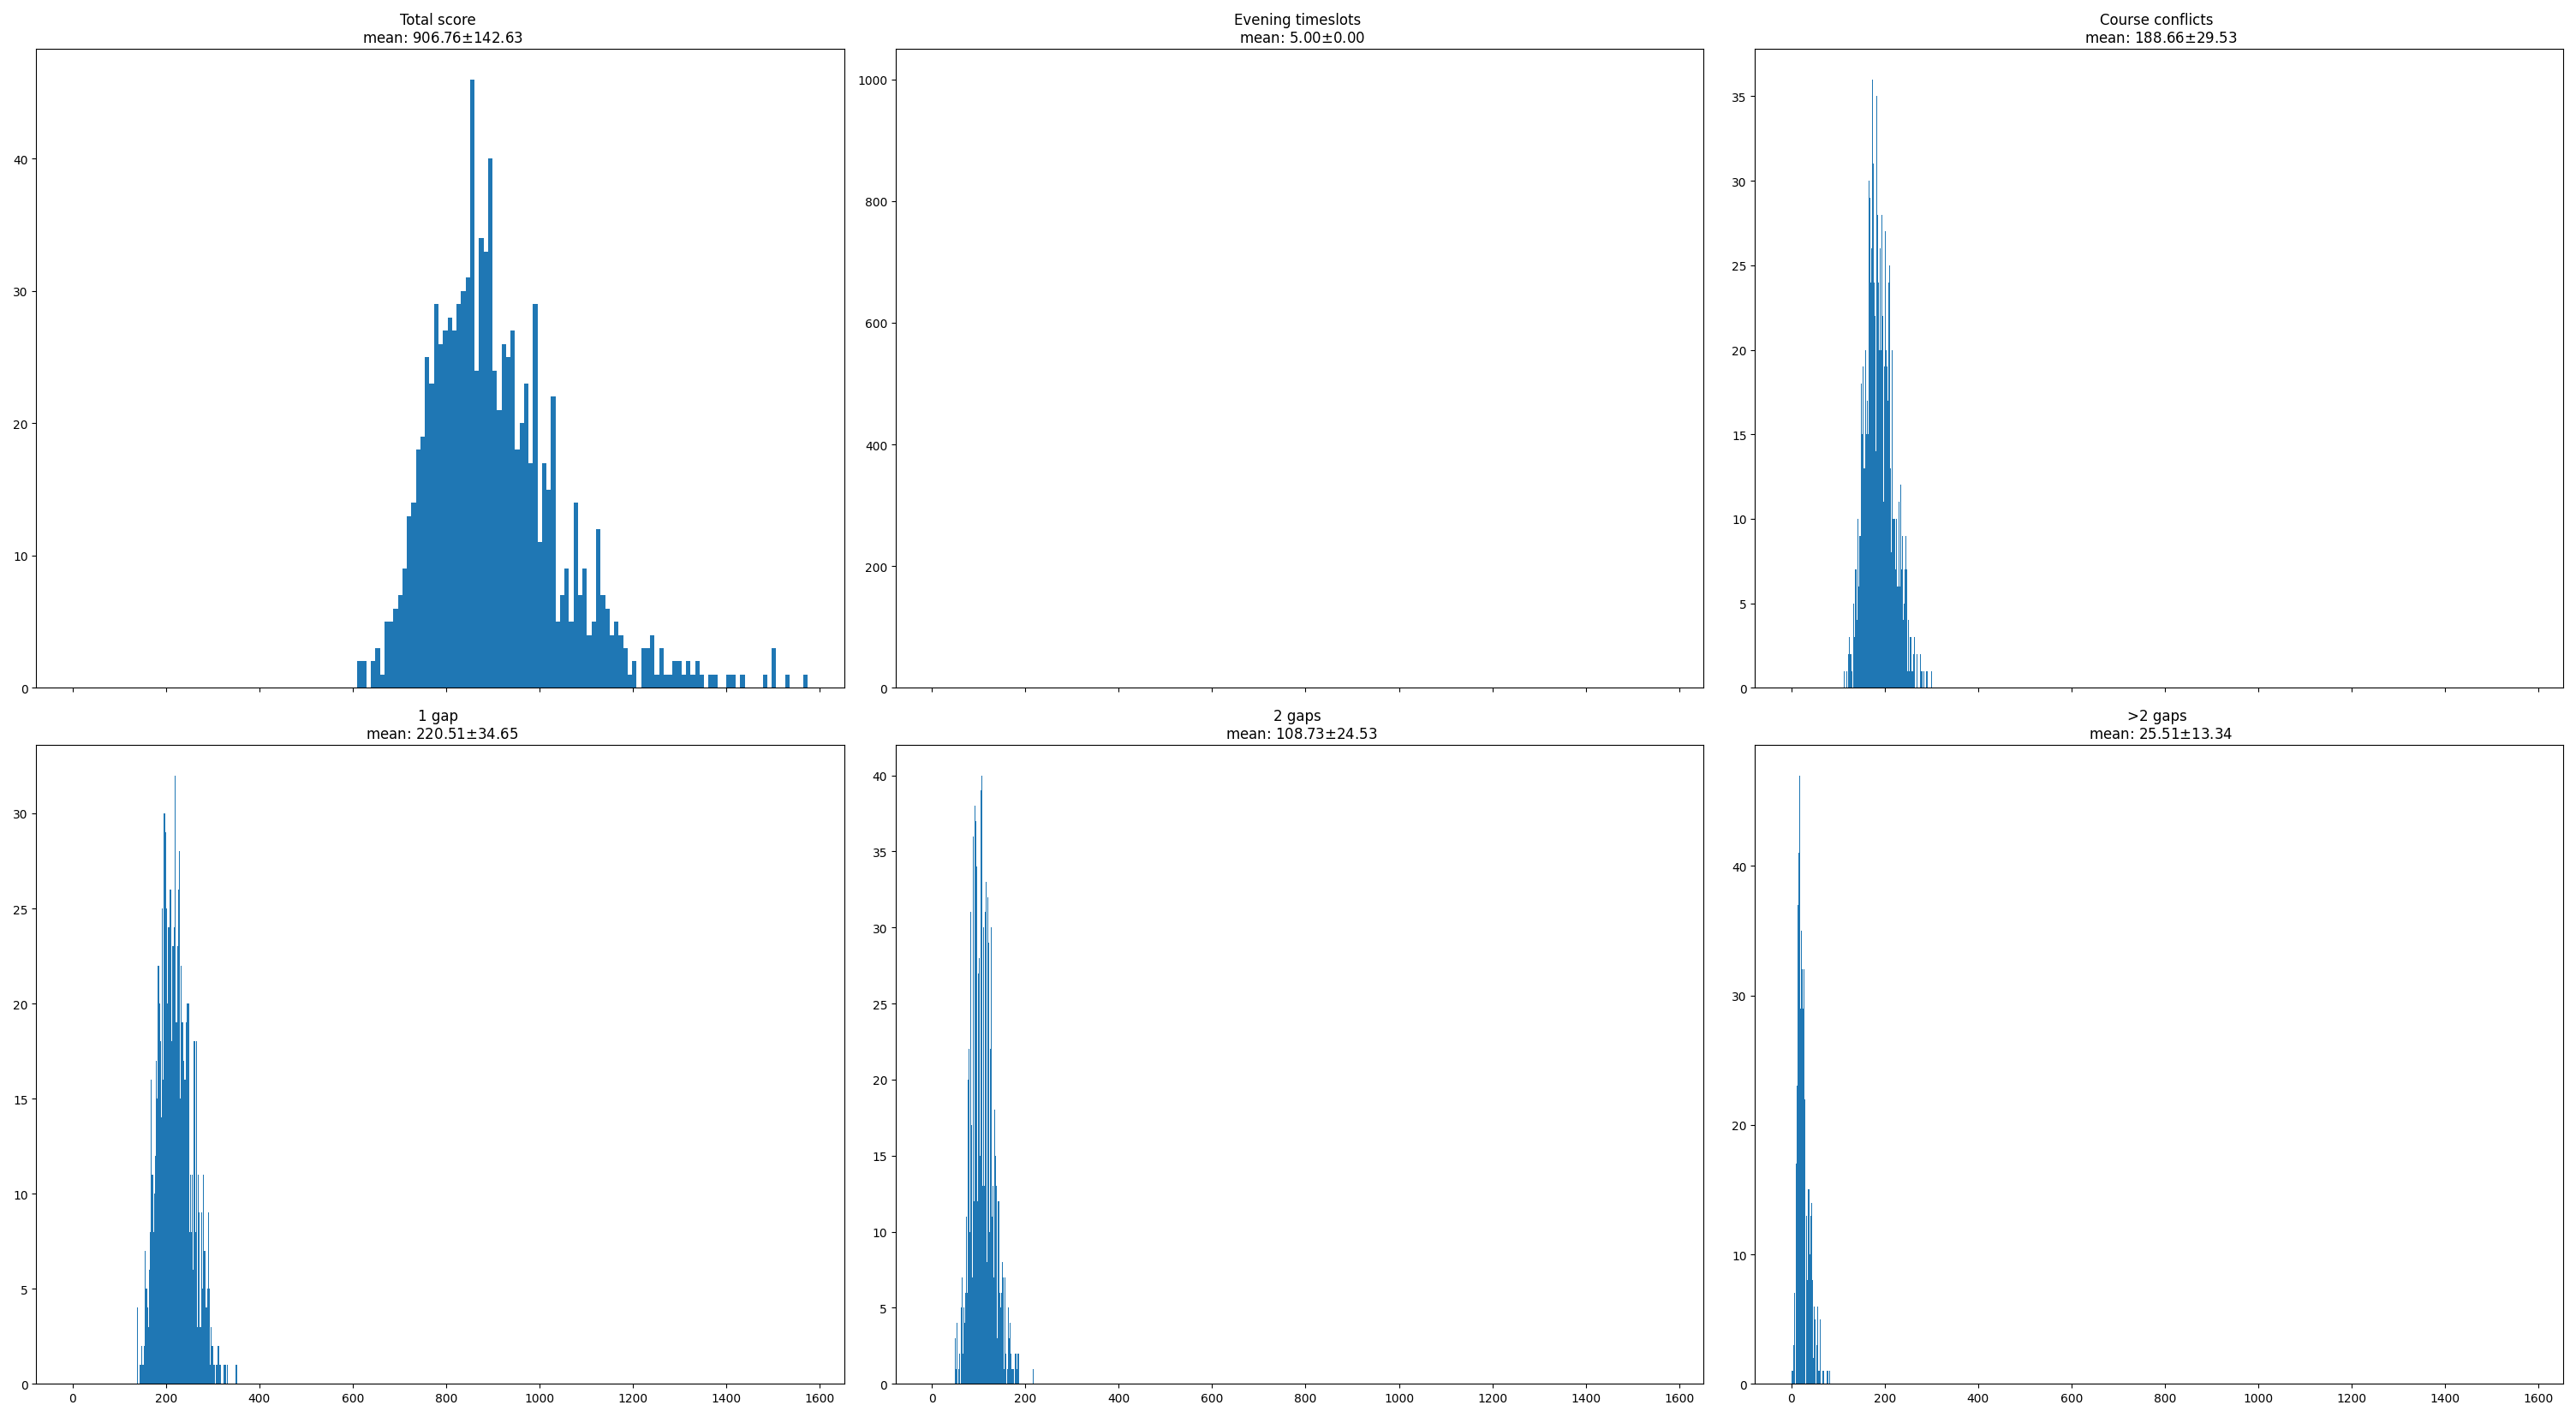 Total score
mean: 906.76±142.63
Evening timeslots
mean: 5.00±0.00
Course conflicts
mean: 188.66±29.53
40
30
20
10
0
1000
800
600
400
200
0
35
30
25
20
15
10
5
0
1 gap
mean: 220.51±34.65
2 gaps
mean: 108.73±24.53
>2 gaps
mean: 25.51±13.34
30
25
20
15
10
5
0
0 200 400 600 800 1000 1200 1400 1600
40
35
30
25
20
15
10
5
0
0 200 400 600 800 1000 1200 1400 1600
40
30
20
10
0
0 200 400 600 800 1000 1200 1400 1600